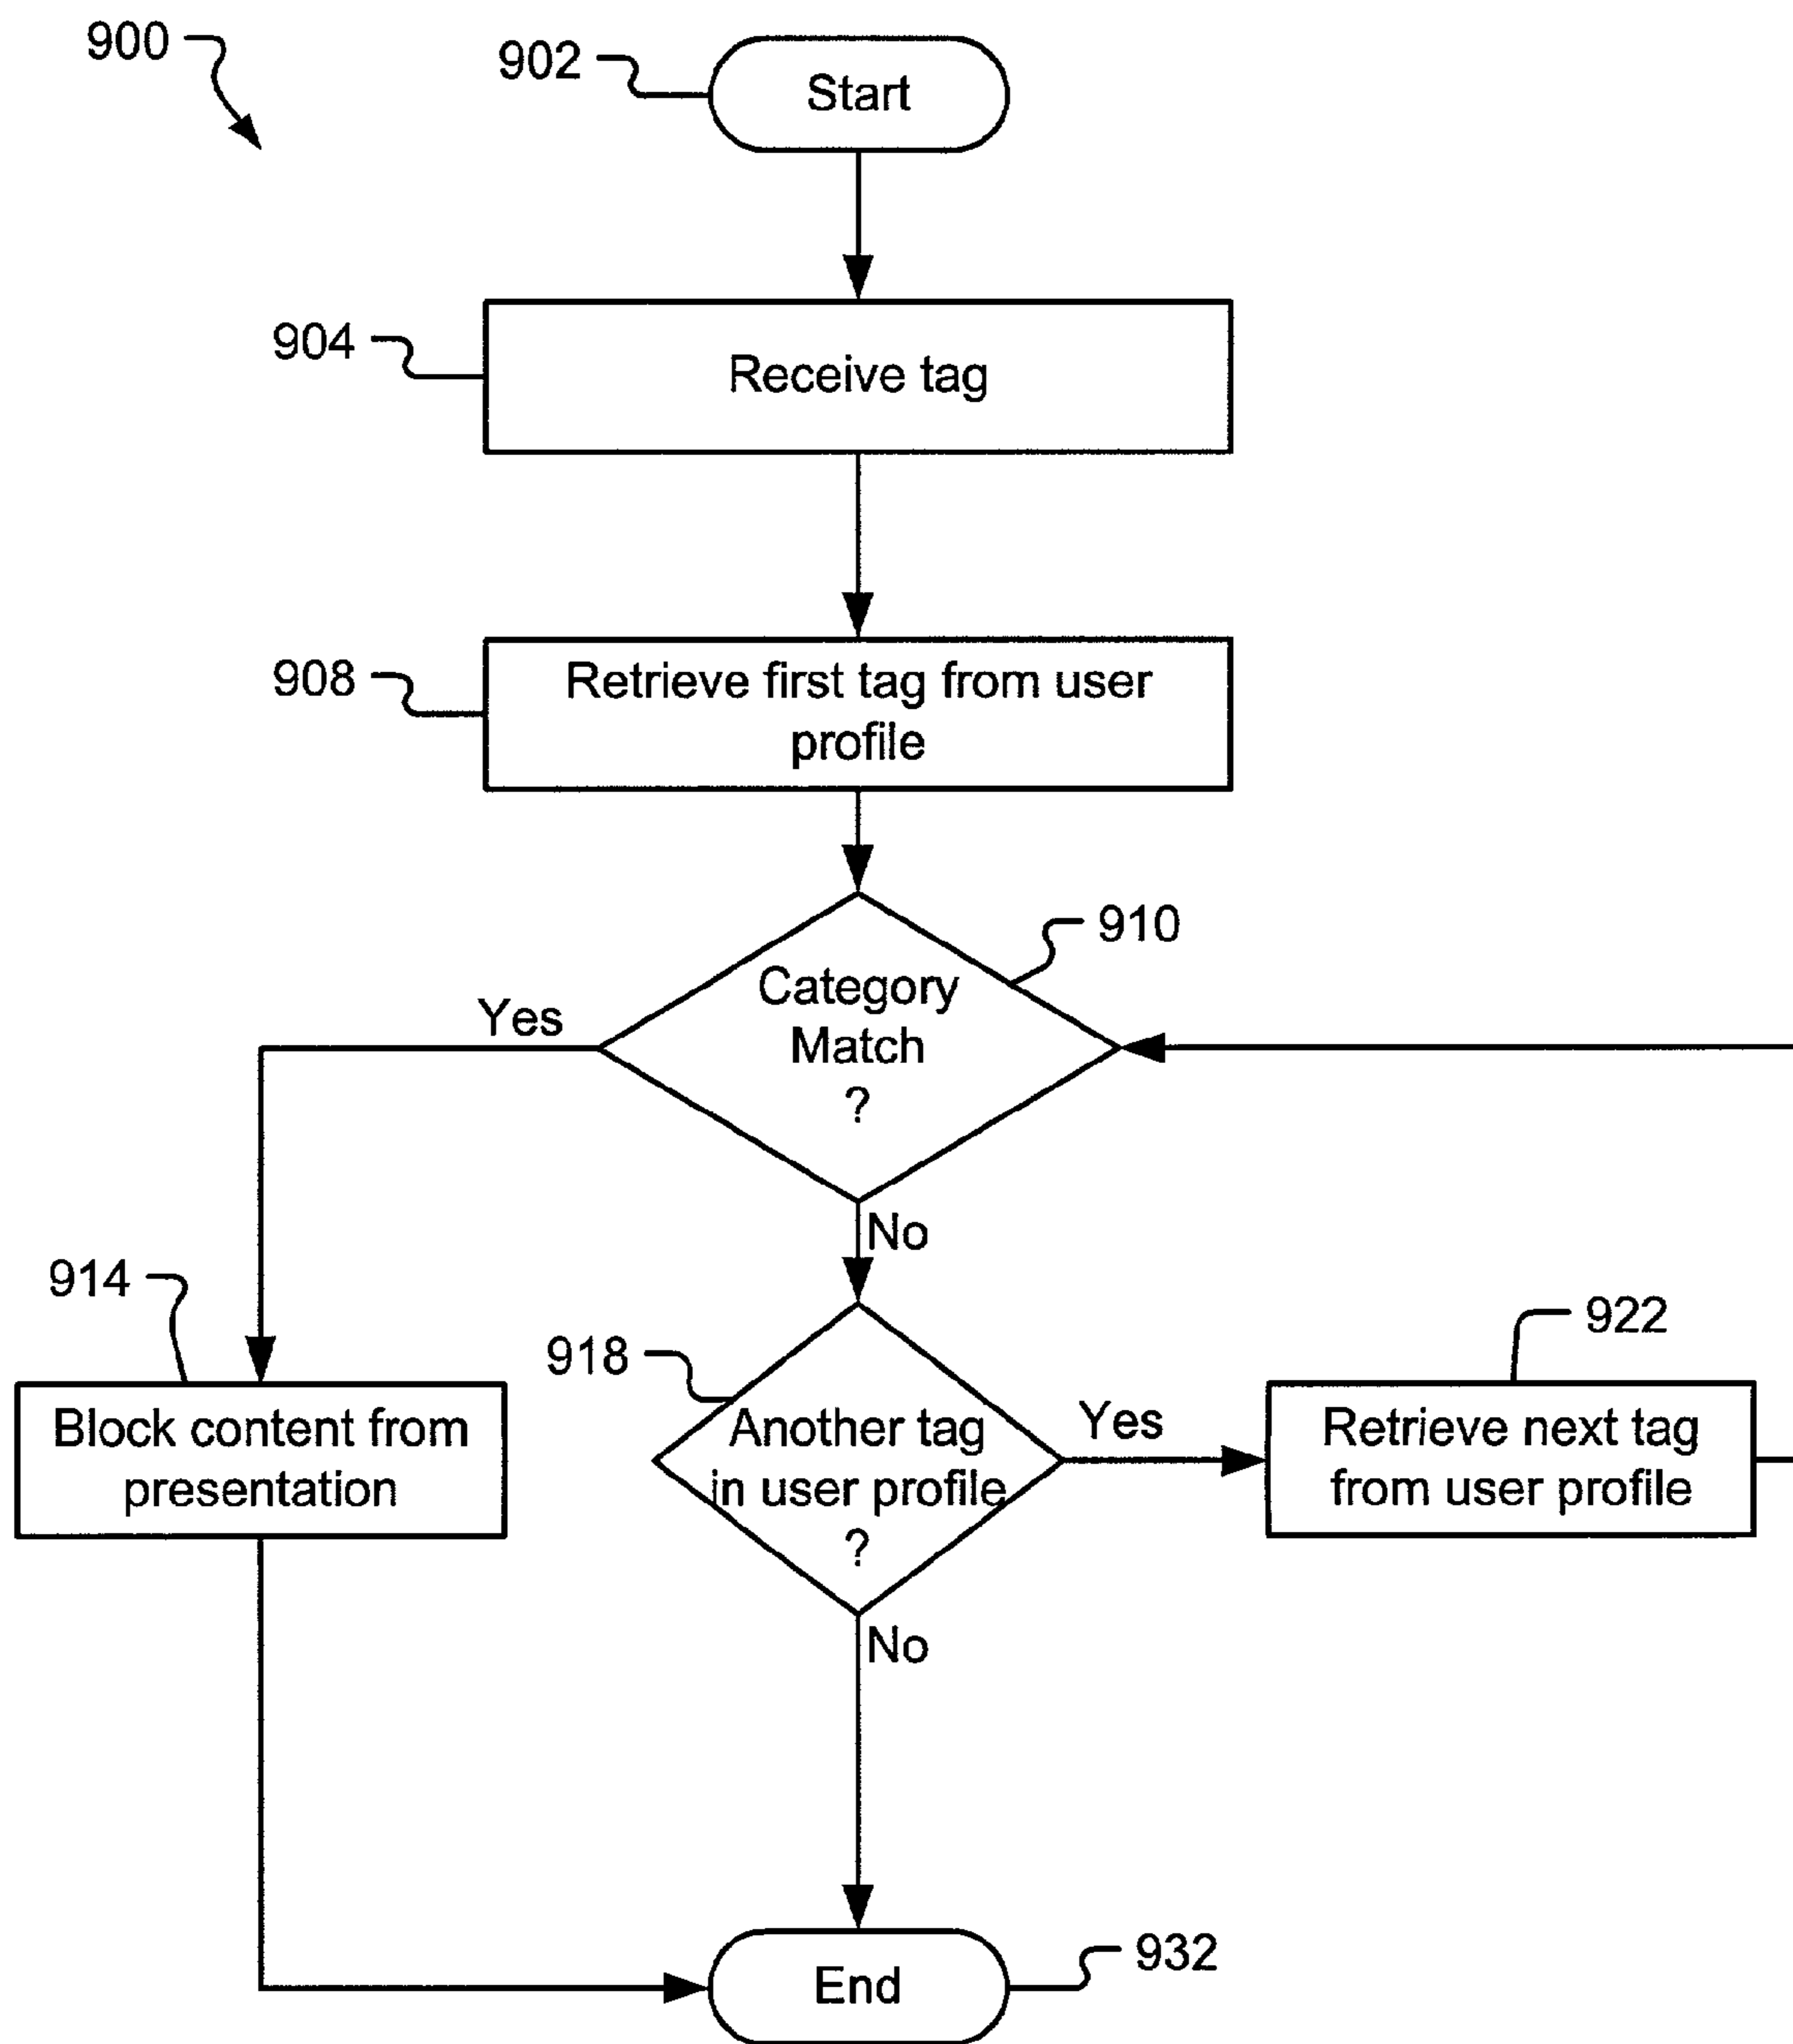 900
902
Start
904
Receive tag
908
Retrieve first tag from user
profile
910
Category
Match
?
Yes
No
914
Block content from
presentation
918
Another tag
in user profile
?
Yes
922
Retrieve next tag
from user profile
No
End
932